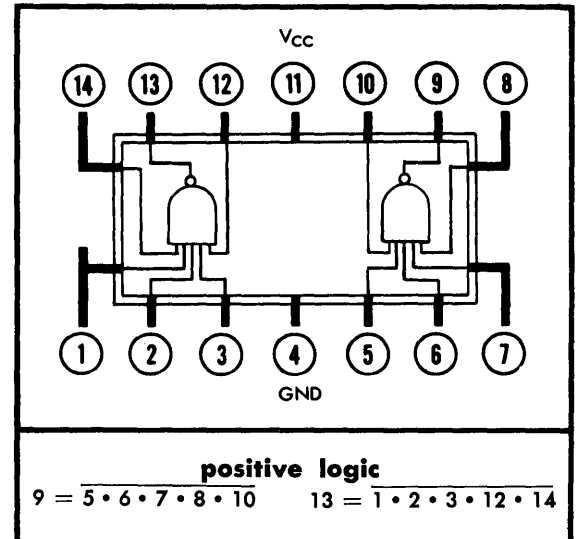 VCC
14 13 12 11 10 9 8
1 2 3 4 5 6 7
GND
positive logic
9 = 5 • 6 • 7 • 8 • 10 13 = 1 • 2 • 3 • 12 • 14